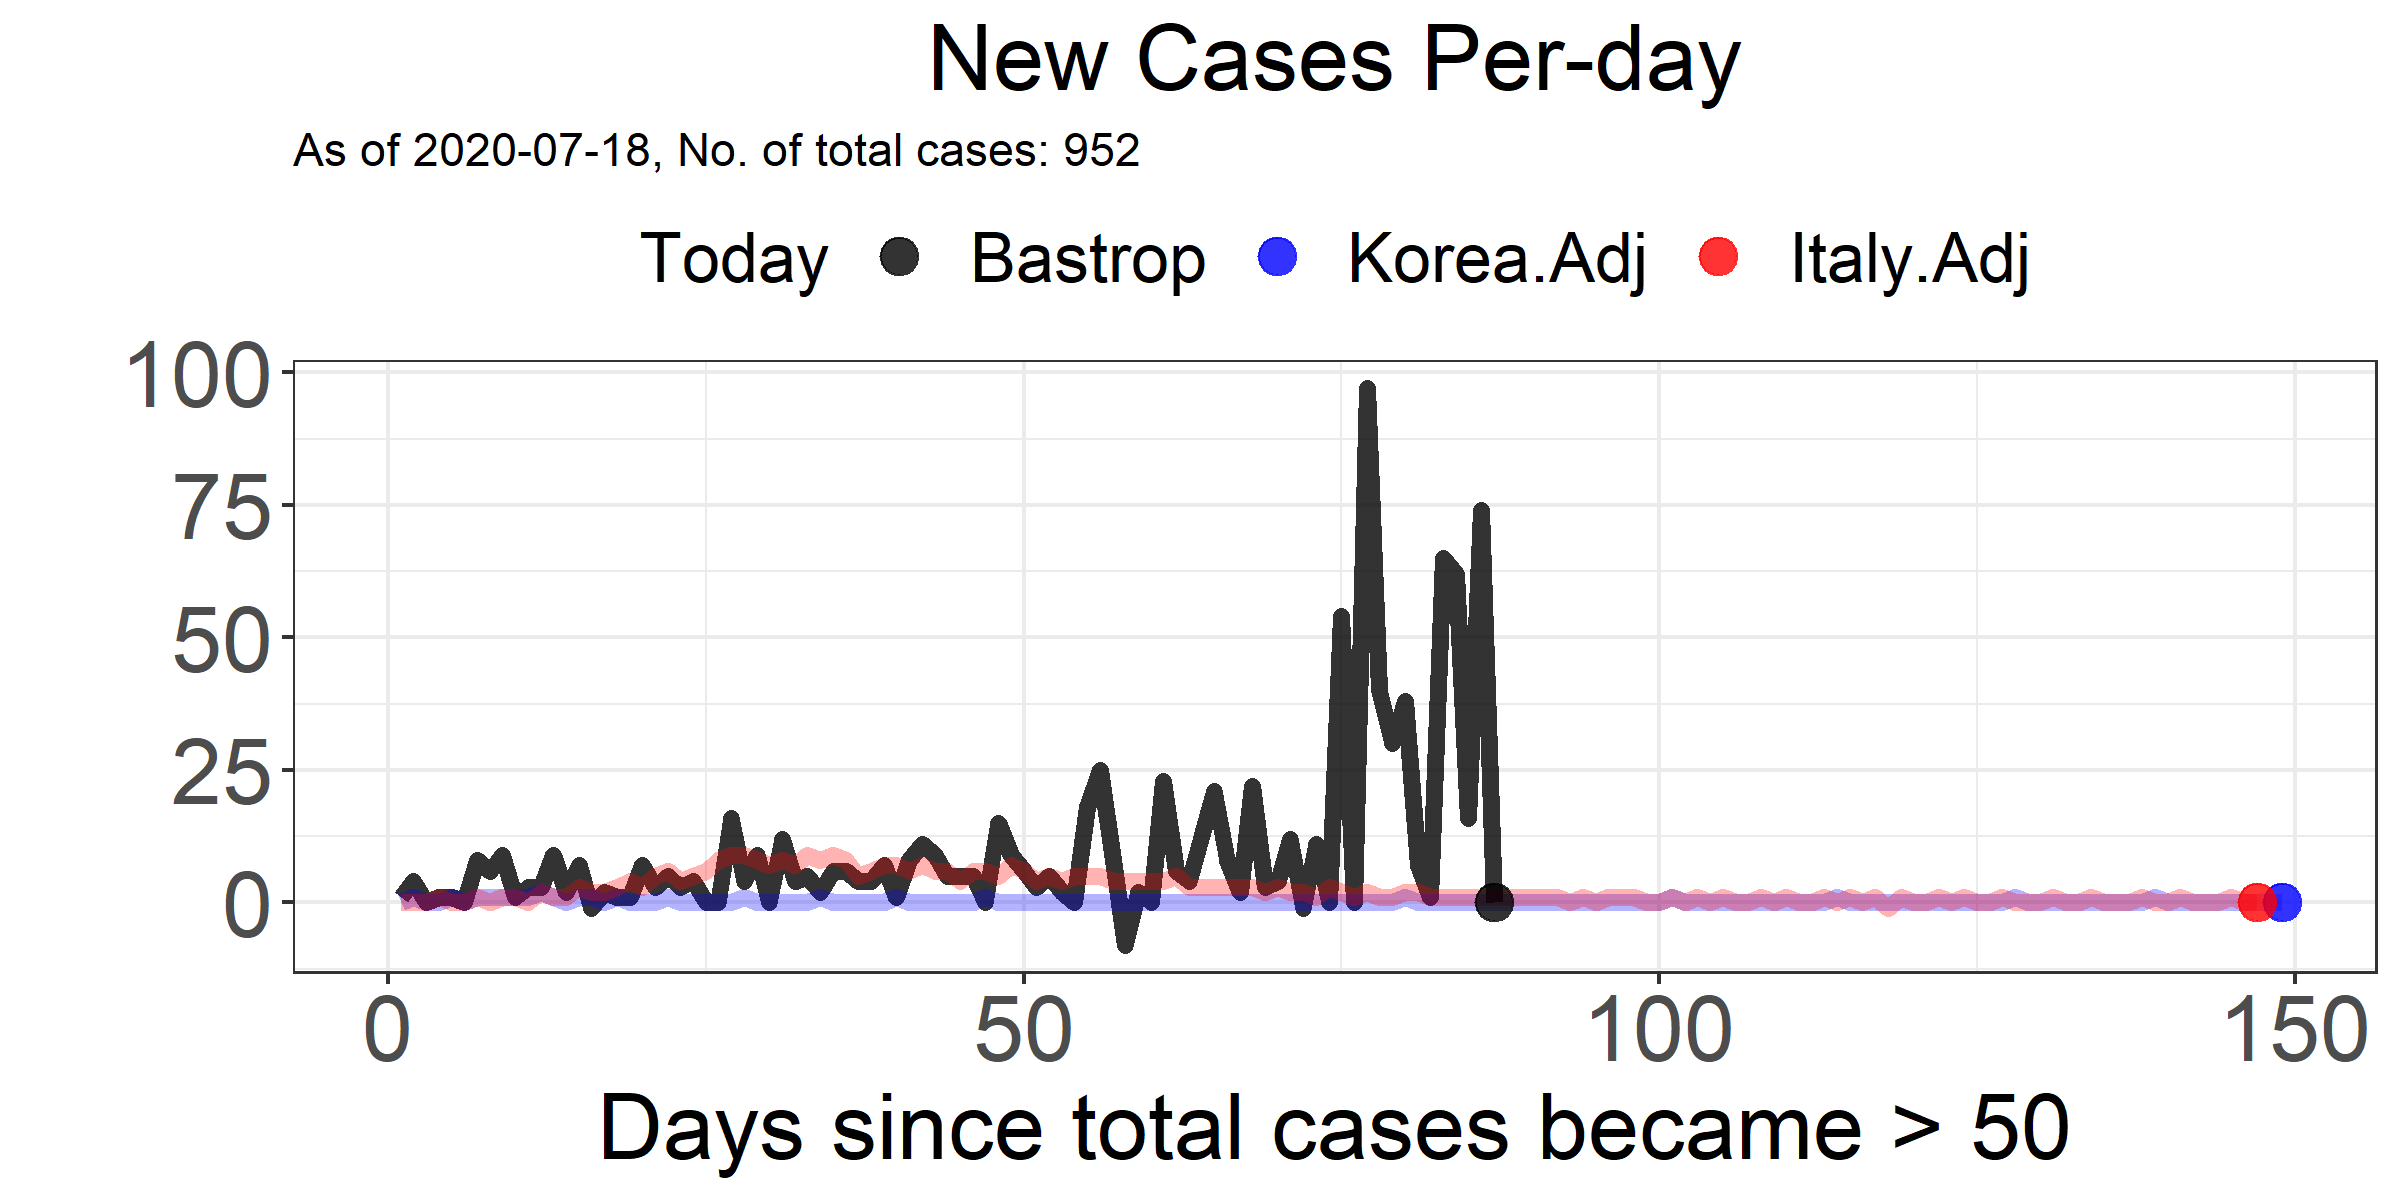 New Cases Per-day
As of 2020-07-18, No. of total cases: 952
Today Bastrop Korea.Adj Italy.Adj
100
75
50
25
0
0 50 100 150
Days since total cases became > 50